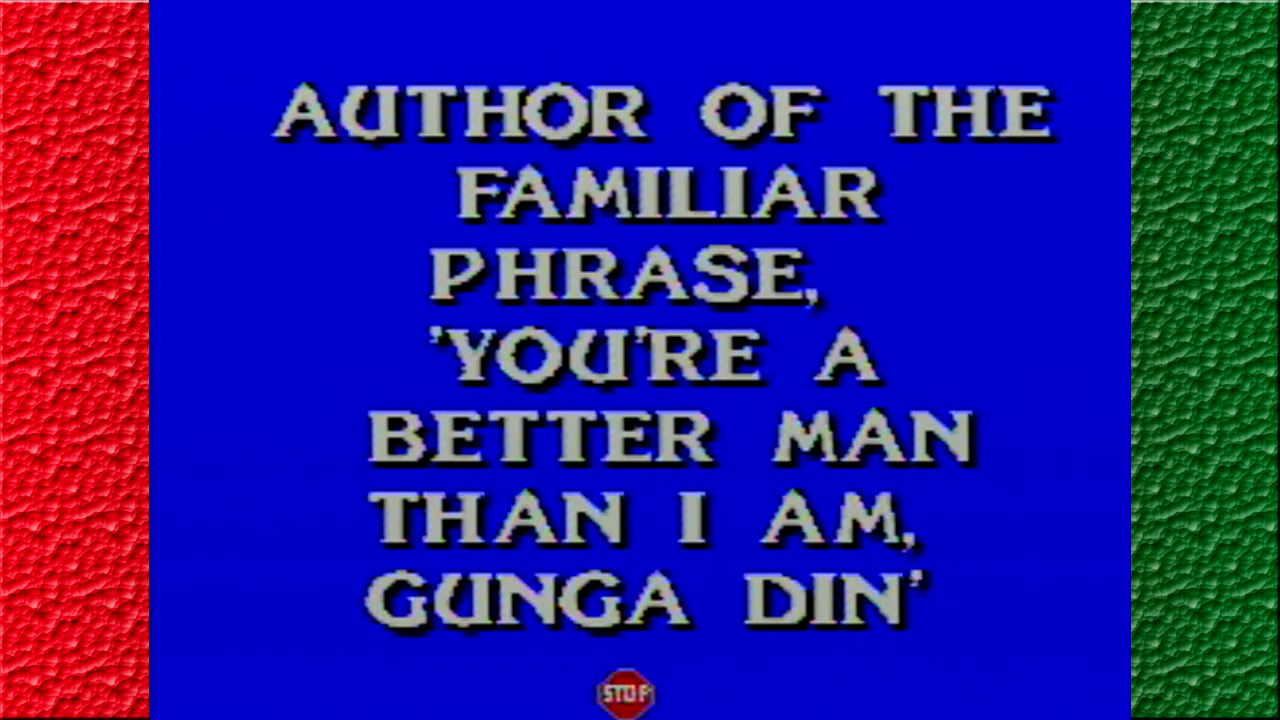 AUTHOR OF THE
FAMILIAR
PHRASE,
'YOU'RE A
BETTER MAN
THAN I AM,
GUNGA DIN'
STOP